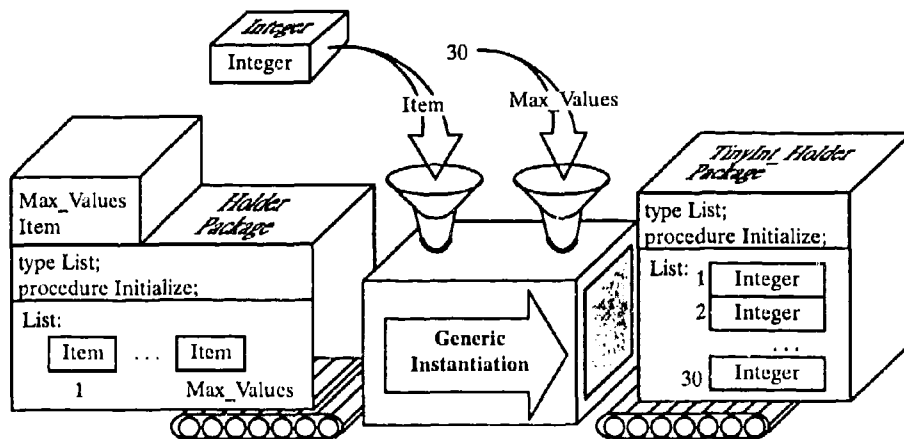 Integer
Integer
30
Item
Max_Values
Max_Values
Item
Holder
Package
type List;
procedure Initialize;
List:
Item ... Item
1 Max_Values
Generic
Instantiation
TinyInt_Holder
Package
type List;
procedure Initialize;
List:
1 Integer
2 Integer
...
30 Integer